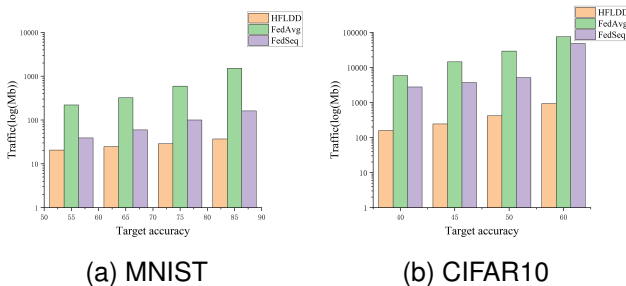 HFLDD
FedAvg
FedSeq
10000
1000
100
10
1
Traffic(log(Mb))
50 55 60 65 70 75 80 85 90
Target accuracy
(a) MNIST
HFLDD
FedAvg
FedSeq
100000
10000
1000
100
10
1
Traffic(log(Mb))
40 45 50 60
Target accuracy
(b) CIFAR10